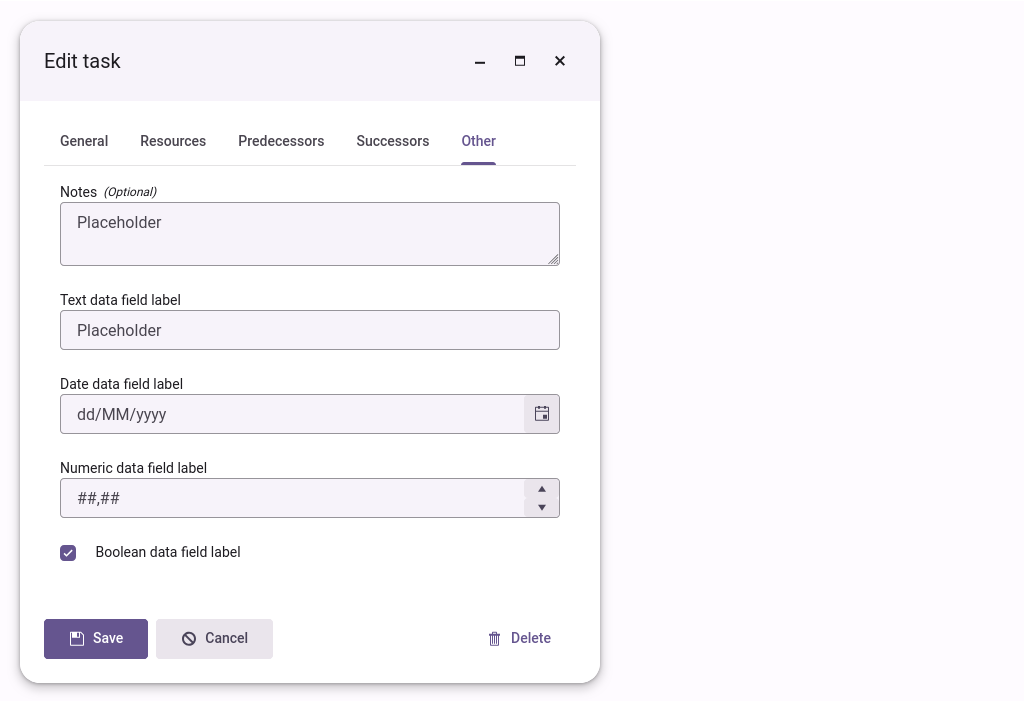 Edit task
General Resources Predecessors Successors Other
Notes (Optional)
Placeholder
Text data field label
Placeholder
Date data field label
dd/MM/yyyy
Numeric data field label
##,##
Boolean data field label
Save Cancel Delete